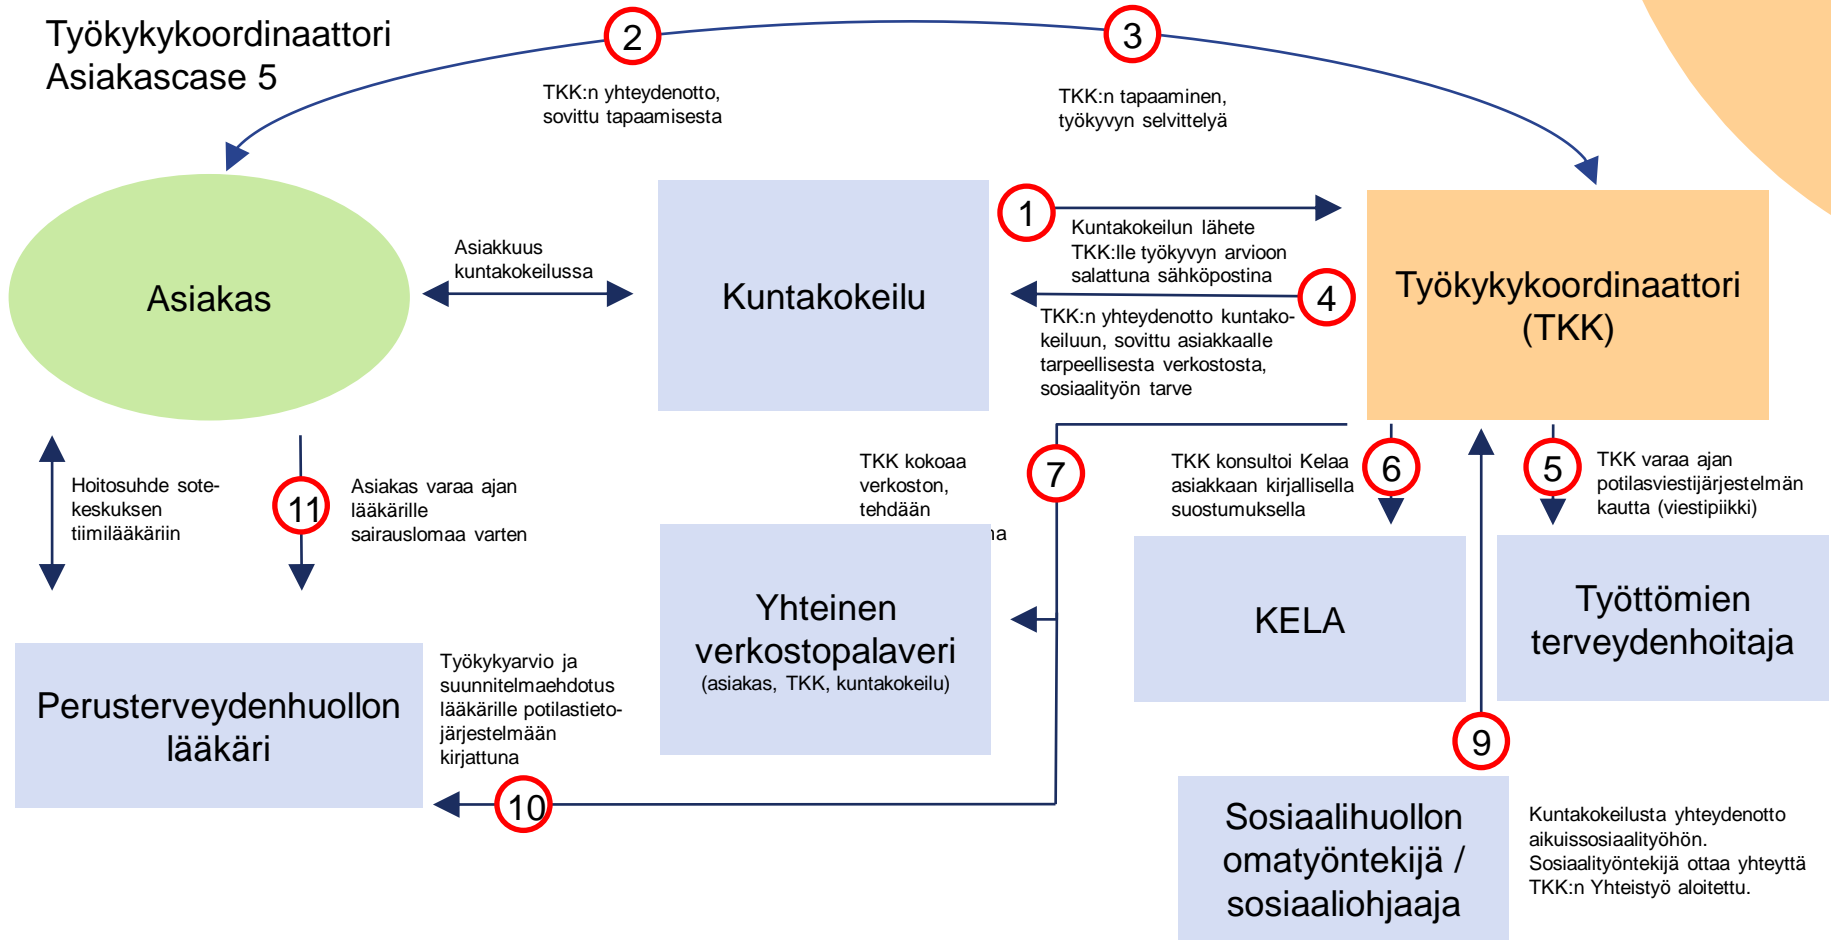 Työkykykoordinaattori
Asiakascase 5
2
3
TKK:n yhteydenotto,
sovittu tapaamisesta
TKK:n tapaaminen,
työkyvyn selvittelyä
Asiakas
Asiakkuus
kuntakokeilussa
Kuntakokeilu
1
Kuntakokeilun lähete
TKK:lle työkyvyn arvioon
salattuna sähköpostina
4
TKK:n yhteydenotto kuntako-
keiluun, sovittu asiakkaalle
tarpeellisesta verkostosta,
sosiaalityön tarve
Työkykykoordinaattori
(TKK)
Hoitosuhde sote-
keskuksen
tiimilääkäriin
11
Asiakas varaa ajan
lääkärille
sairauslomaa varten
TKK kokoaa
verkoston,
tehdään
7
TKK konsultoi Kelaa
asiakkaan kirjallisella
suostumuksella
6
5
TKK varaa ajan
potilasviestijärjestelmän
kautta (viestipiikki)
Yhteinen
verkostopalaveri
(asiakas, TKK, kuntakokeilu)
KELA
Työttömien
terveydenhoitaja
Perusterveydenhuollon
lääkäri
Työkykyarvio ja
suunnitelmaehdotus
lääkärille potilastieto-
järjestelmään
kirjattuna
10
9
Sosiaalihuollon
omatyöntekijä /
sosiaaliohjaaja
Kuntakokeilusta yhteydenotto
aikuissosiaalityöhön.
Sosiaalityöntekijä ottaa yhteyttä
TKK:n Yhteistyö aloitettu.